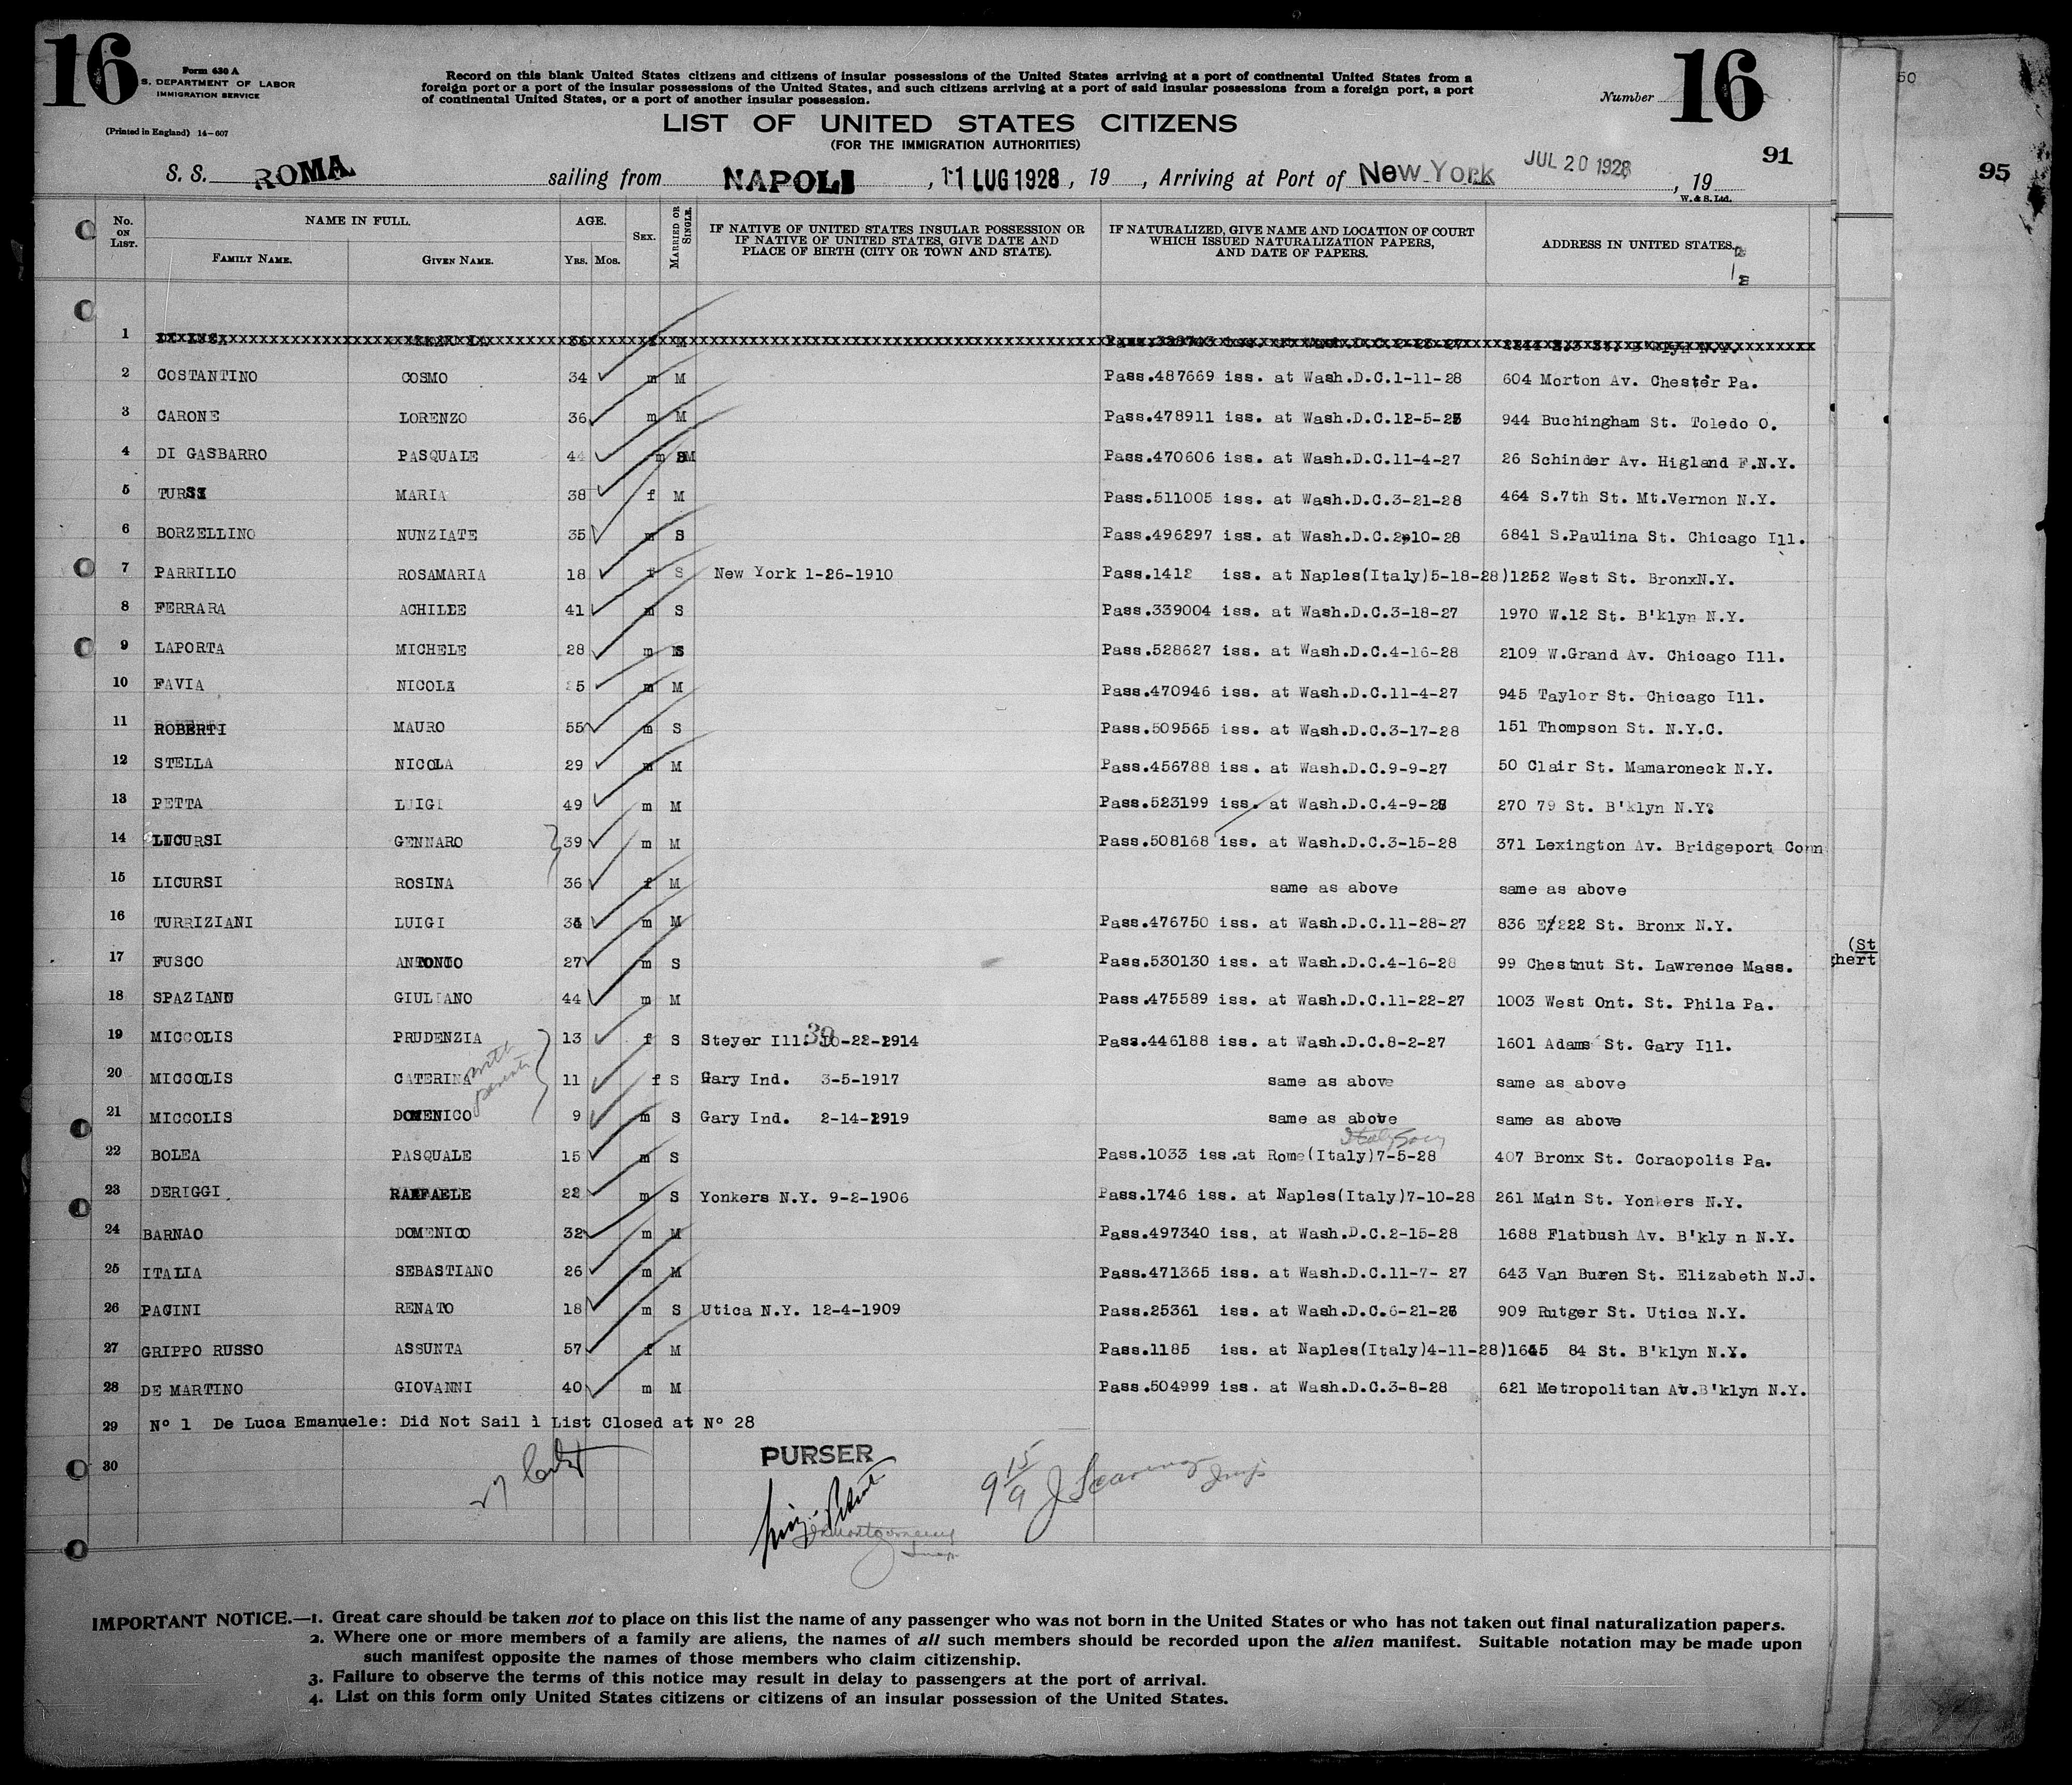 16
Form 630 A
S. DEPARTMENT OF LABOR
IMMIGRATION SERVICE
(Printed in England) 14-607
Record on this blank United States citizens and citizens of insular possessions of the United States arriving at a port of continental United States from a
foreign port or a port of the insular possessions of the United States, and such citizens arriving at a port of said insular possessions from a foreign port, a port
of continental United States, or a port of another insular possession.
Number 16
LIST OF UNITED STATES CITIZENS
(FOR THE IMMIGRATION AUTHORITIES)
91
95
50
S. S. ROMA sailing from NAPOLI, 11 LUG 1928, 19, Arriving at Port of New York JUL 20 1928, 19
W. & S. Ltd.
No. ON LIST. NAME IN FULL. FAMILY NAME. GIVEN NAME. AGE. YRS. MOS. SEX. MARRIED OR SINGLE. IF NATIVE OF UNITED STATES INSULAR POSSESSION OR IF NATIVE OF UNITED STATES, GIVE DATE AND PLACE OF BIRTH (CITY OR TOWN AND STATE). IF NATURALIZED, GIVE NAME AND LOCATION OF COURT WHICH ISSUED NATURALIZATION PAPERS, AND DATE OF PAPERS. ADDRESS IN UNITED STATES.
1
2 COSTANTINO COSMO 34 m M Pass.487669 iss. at Wash.D.C.1-11-28 604 Morton Av. Chester Pa.
3 CARONE LORENZO 36 m M Pass.478911 iss. at Wash.D.C.12-5-2 944 Buchingham St. Toledo O.
4 DI GASBARRO PASQUALE 44 m M Pass.470606 iss. at Wash.D.C.11-4-27 26 Schinder Av. Higland F.N.Y.
5 TURSI MARIA 38 f M Pass.511005 iss. at Wash.D.C.3-21-28 464 S.7th St. Mt.Vernon N.Y.
6 BORZELLINO NUNZIATE 35 m S Pass.496297 iss. at Wash.D.C.2-10-28 6841 S.Paulina St. Chicago Ill.
7 PARRILLO ROSAMARIA 18 f S New York 1-26-1910 Pass.1412 iss. at Naples(Italy)5-18-28)1252 West St. BronxN.Y.
8 FERRARA ACHILLE 41 m S Pass.339004 iss. at Wash.D.C.3-18-27 1970 W.12 St. B'klyn N.Y.
9 LAPORTA MICHELE 28 m S Pass.528627 iss. at Wash.D.C.4-16-28 2109 W.Grand Av. Chicago Ill.
10 FAVIA NICOLA 5 m M Pass.470946 iss. at Wash.D.C.11-4-27 945 Taylor St. Chicago Ill.
11 ROBERTI MAURO 55 m S Pass.509565 iss. at Wash.D.C.3-17-28 151 Thompson St. N.Y.C.
12 STELLA NICOLA 29 m M Pass.456788 iss. at Wash.D.C.9-9-27 50 Clair St. Mamaroneck N.Y.
13 PETTA LUIGI 49 m M Pass.523199 iss. at Wash.D.C.4-9-28 270 79 St. B'klyn N.Y.
14 LICURSI GENNARO 39 m M Pass.508168 iss. at Wash.D.C.3-15-28 371 Lexington Av. Bridgeport Conn
15 LICURSI ROSINA 36 f M same as above same as above
16 TURRIZIANI LUIGI 34 m M Pass.476750 iss. at Wash.D.C.11-28-27 836 E/222 St. Bronx N.Y.
17 FUSCO ANTONIO 27 m S Pass.530130 iss. at Wash.D.C.4-16-28 99 Chestnut St. Lawrence Mass.
(St
ghert
18 SPAZIANO GIULIANO 44 m M Pass.475589 iss. at Wash.D.C.11-22-27 1003 West Ont. St. Phila Pa.
19 MICCOLIS PRUDENZIA 13 f S Steyer Ill. 10-22-1914 Pass.446188 iss. at Wash.D.C.8-2-27 1601 Adams St. Gary Ill.
with parents
20 MICCOLIS CATERINA 11 f S Gary Ind. 3-5-1917 same as above same as above
21 MICCOLIS DOMENICO 9 m S Gary Ind. 2-14-1919 same as above same as above
22 BOLEA PASQUALE 15 m S Pass.1033 iss.at Rome(Italy)7-5-28 407 Bronx St. Coraopolis Pa.
23 DERIGGI RAFFAELE 22 m S Yonkers N.Y. 9-2-1906 Pass.1746 iss. at Naples(Italy)7-10-28 261 Main St. Yonkers N.Y.
24 BARNAO DOMENICO 32 m M Pass.497340 iss. at Wash.D.C.2-15-28 1688 Flatbush Av. B'kly n N.Y.
25 ITALIA SEBASTIANO 26 m M Pass.471365 iss. at Wash.D.C.11-7- 27 643 Van Buren St. Elizabeth N.J.
26 PACINI RENATO 18 m S Utica N.Y. 12-4-1909 Pass.25361 iss. at Wash.D.C.6-21-26 909 Rutger St. Utica N.Y.
27 GRIPPO RUSSO ASSUNTA 57 f M Pass.1185 iss. at Naples(Italy)4-11-28)1645 84 St. B'klyn N.Y.
28 DE MARTINO GIOVANNI 40 m M Pass.504999 iss. at Wash.D.C.3-8-28 621 Metropolitan Av.B'klyn N.Y.
29 Nº 1 De Luca Emanuele: Did Not Sail ì List Closed at Nº 28
30
PURSER
IMPORTANT NOTICE.—1. Great care should be taken not to place on this list the name of any passenger who was not born in the United States or who has not taken out final naturalization papers.
2. Where one or more members of a family are aliens, the names of all such members should be recorded upon the alien manifest. Suitable notation may be made upon
such manifest opposite the names of those members who claim citizenship.
3. Failure to observe the terms of this notice may result in delay to passengers at the port of arrival.
4. List on this form only United States citizens or citizens of an insular possession of the United States.